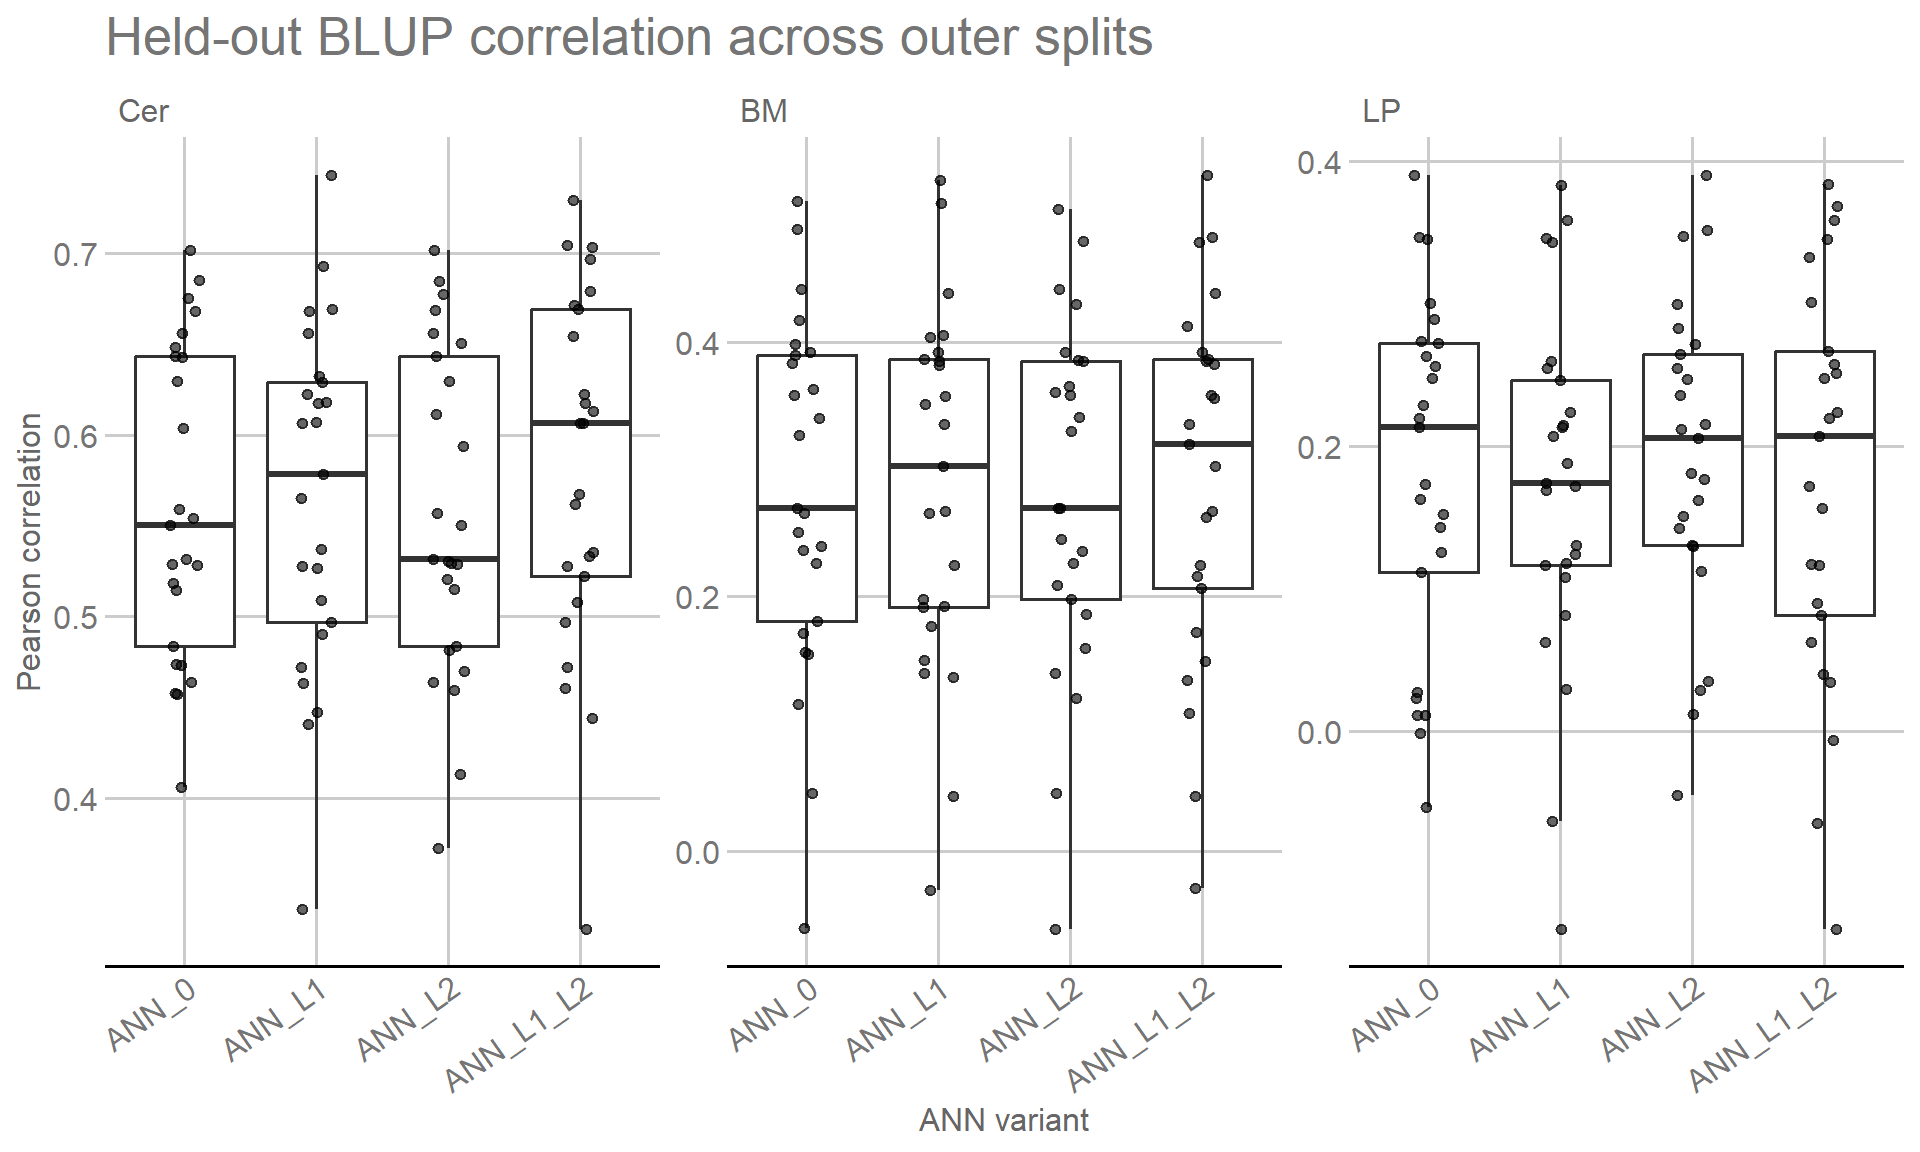 Held-out BLUP correlation across outer splits
Cer
BM
LP
Pearson correlation
0.7
0.6
0.5
0.4
0.4
0.2
0.0
0.4
0.2
0.0
ANN_0
ANN_L1
ANN_L2
ANN_L1_L2
ANN_0
ANN_L1
ANN_L2
ANN_L1_L2
ANN_0
ANN_L1
ANN_L2
ANN_L1_L2
ANN variant